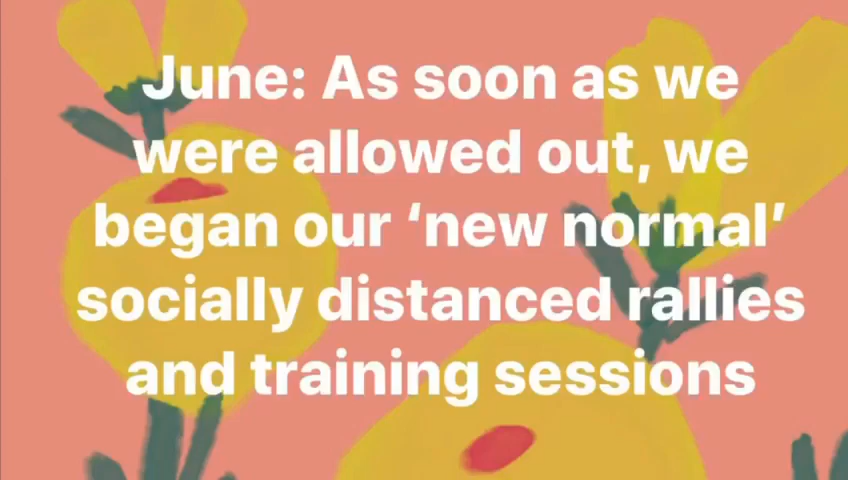 June: As soon as we
were allowed out, we
began our ‘new normal’
socially distanced rallies
and training sessions